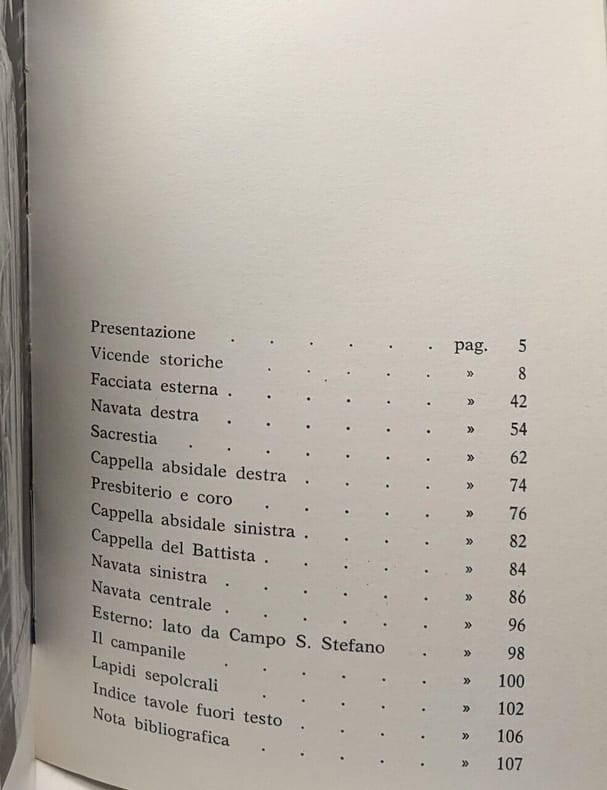 Presentazione . . . . . . pag. 5
Vicende storiche . . . . . » 8
Facciata esterna . . . . . . » 42
Navata destra . . . . . . » 54
Sacrestia . . . . . . . » 62
Cappella absidale destra . . . . » 74
Presbiterio e coro . . . . . » 76
Cappella absidale sinistra . . . . » 82
Cappella del Battista . . . . . » 84
Navata sinistra . . . . . . » 86
Navata centrale . . . . . . » 96
Esterno: lato da Campo S. Stefano . » 98
Il campanile . . . . . . » 100
Lapidi sepolcrali . . . . . » 102
Indice tavole fuori testo . . . . » 106
Nota bibliografica . . . . . » 107